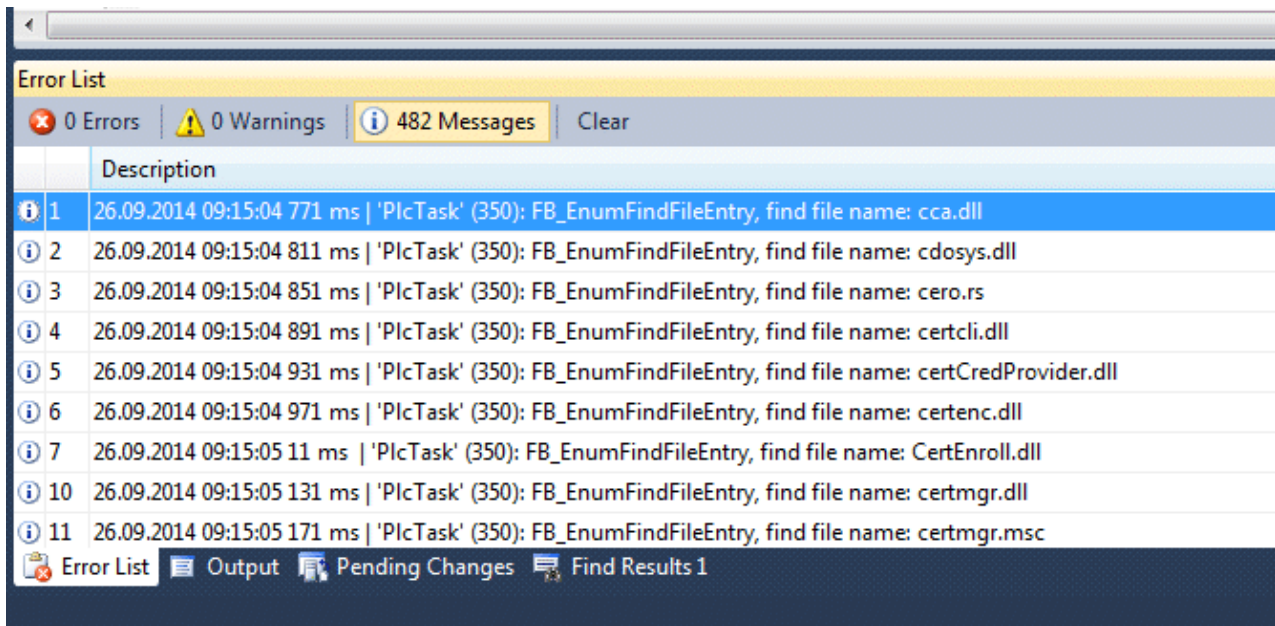 Error List
0 Errors 0 Warnings 482 Messages Clear
Description
1 26.09.2014 09:15:04 771 ms | 'PlcTask' (350): FB_EnumFindFileEntry, find file name: cca.dll
2 26.09.2014 09:15:04 811 ms | 'PlcTask' (350): FB_EnumFindFileEntry, find file name: cdosys.dll
3 26.09.2014 09:15:04 851 ms | 'PlcTask' (350): FB_EnumFindFileEntry, find file name: cero.rs
4 26.09.2014 09:15:04 891 ms | 'PlcTask' (350): FB_EnumFindFileEntry, find file name: certcli.dll
5 26.09.2014 09:15:04 931 ms | 'PlcTask' (350): FB_EnumFindFileEntry, find file name: certCredProvider.dll
6 26.09.2014 09:15:04 971 ms | 'PlcTask' (350): FB_EnumFindFileEntry, find file name: certenc.dll
7 26.09.2014 09:15:05 11 ms | 'PlcTask' (350): FB_EnumFindFileEntry, find file name: CertEnroll.dll
10 26.09.2014 09:15:05 131 ms | 'PlcTask' (350): FB_EnumFindFileEntry, find file name: certmgr.dll
11 26.09.2014 09:15:05 171 ms | 'PlcTask' (350): FB_EnumFindFileEntry, find file name: certmgr.msc
Error List Output Pending Changes Find Results 1